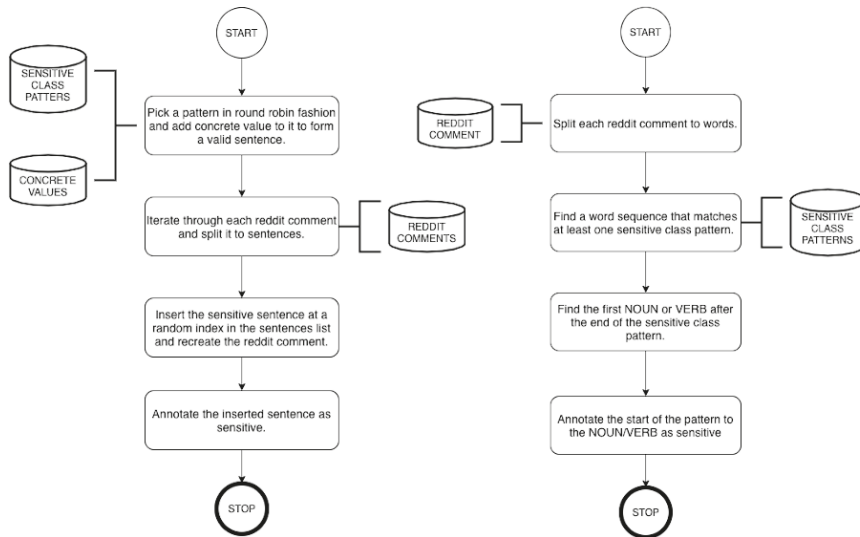 START
SENSITIVE
CLASS
PATTERS
CONCRETE
VALUES
Pick a pattern in round robin fashion
and add concrete value to it to form
a valid sentence.
Iterate through each reddit comment
and split it to sentences.
REDDIT
COMMENTS
Insert the sensitive sentence at a
random index in the sentences list
and recreate the reddit comment.
Annotate the inserted sentence as
sensitive.
STOP
START
REDDIT
COMMENT
Split each reddit comment to words.
Find a word sequence that matches
at least one sensitive class pattern.
SENSITIVE
CLASS
PATTERNS
Find the first NOUN or VERB after
the end of the sensitive class
pattern.
Annotate the start of the pattern to
the NOUN/VERB as sensitive
STOP